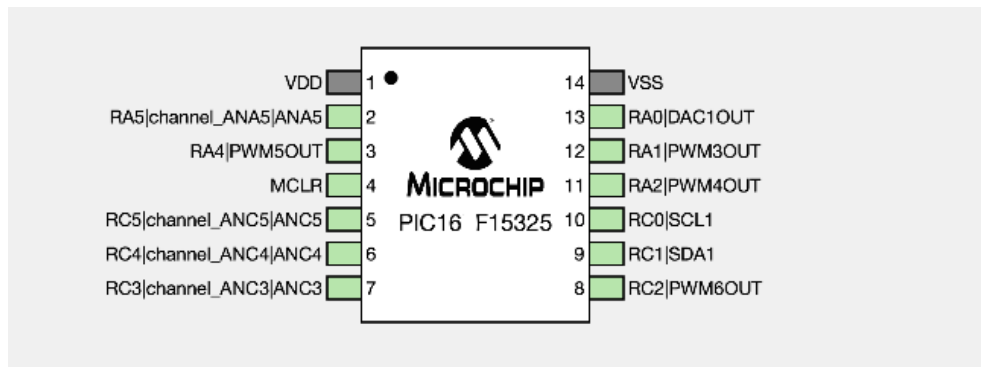 VDD 1 14 VSS
RA5|channel_ANA5|ANA5 2 13 RA0|DAC1OUT
RA4|PWM5OUT 3 12 RA1|PWM3OUT
MCLR 4 MICROCHIP 11 RA2|PWM4OUT
RC5|channel_ANC5|ANC5 5 PIC16 F15325 10 RC0|SCL1
RC4|channel_ANC4|ANC4 6 9 RC1|SDA1
RC3|channel_ANC3|ANC3 7 8 RC2|PWM6OUT